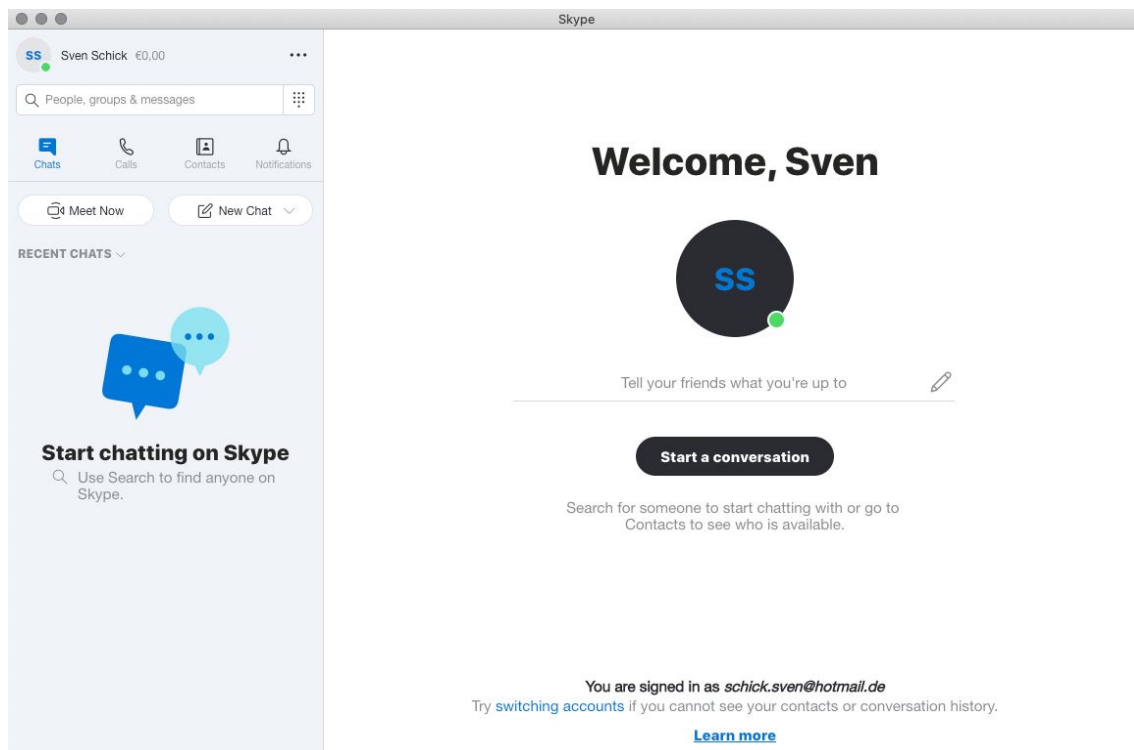 Skype
SS Sven Schick €0,00
People, groups & messages
Chats Calls Contacts Notifications
Meet Now New Chat
RECENT CHATS
Start chatting on Skype
Use Search to find anyone on
Skype.
Welcome, Sven
SS
Tell your friends what you're up to
Start a conversation
Search for someone to start chatting with or go to
Contacts to see who is available.
You are signed in as schick.sven@hotmail.de
Try switching accounts if you cannot see your contacts or conversation history.
Learn more